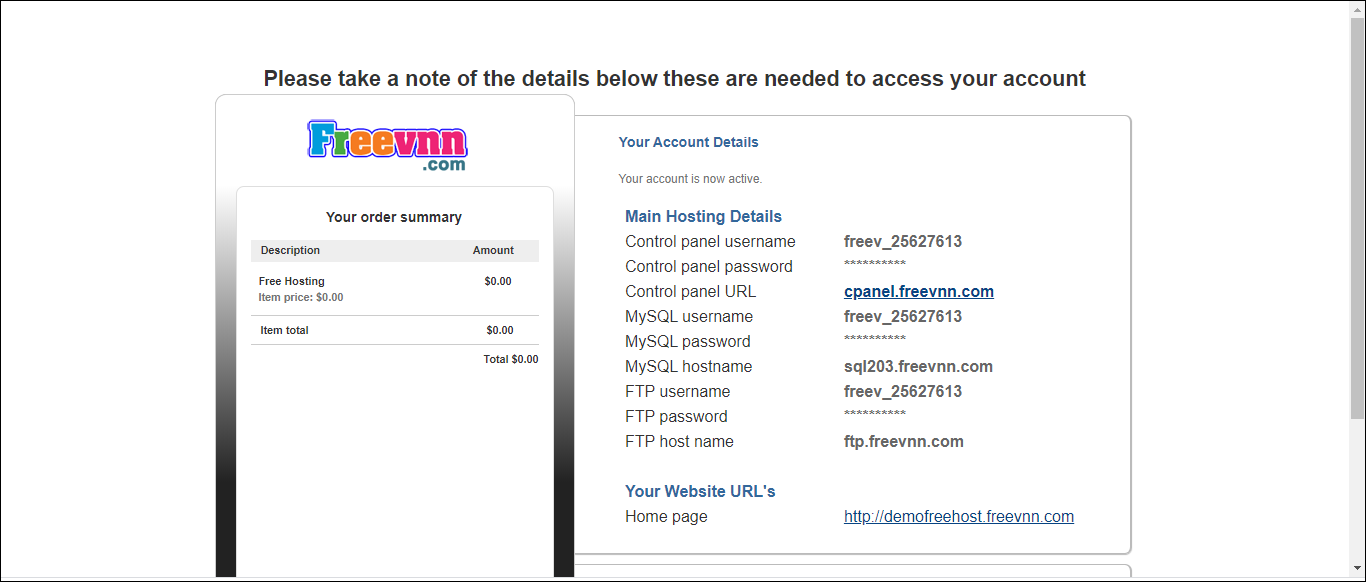 Please take a note of the details below these are needed to access your account
Freevnn
.com
Your order summary
Description Amount
Free Hosting $0.00
Item price: $0.00
Item total $0.00
Total $0.00
Your Account Details
Your account is now active.
Main Hosting Details
Control panel username freev_25627613
Control panel password **********
Control panel URL cpanel.freevnn.com
MySQL username freev_25627613
MySQL password **********
MySQL hostname sql203.freevnn.com
FTP username freev_25627613
FTP password **********
FTP host name ftp.freevnn.com
Your Website URL's
Home page http://demofreehost.freevnn.com